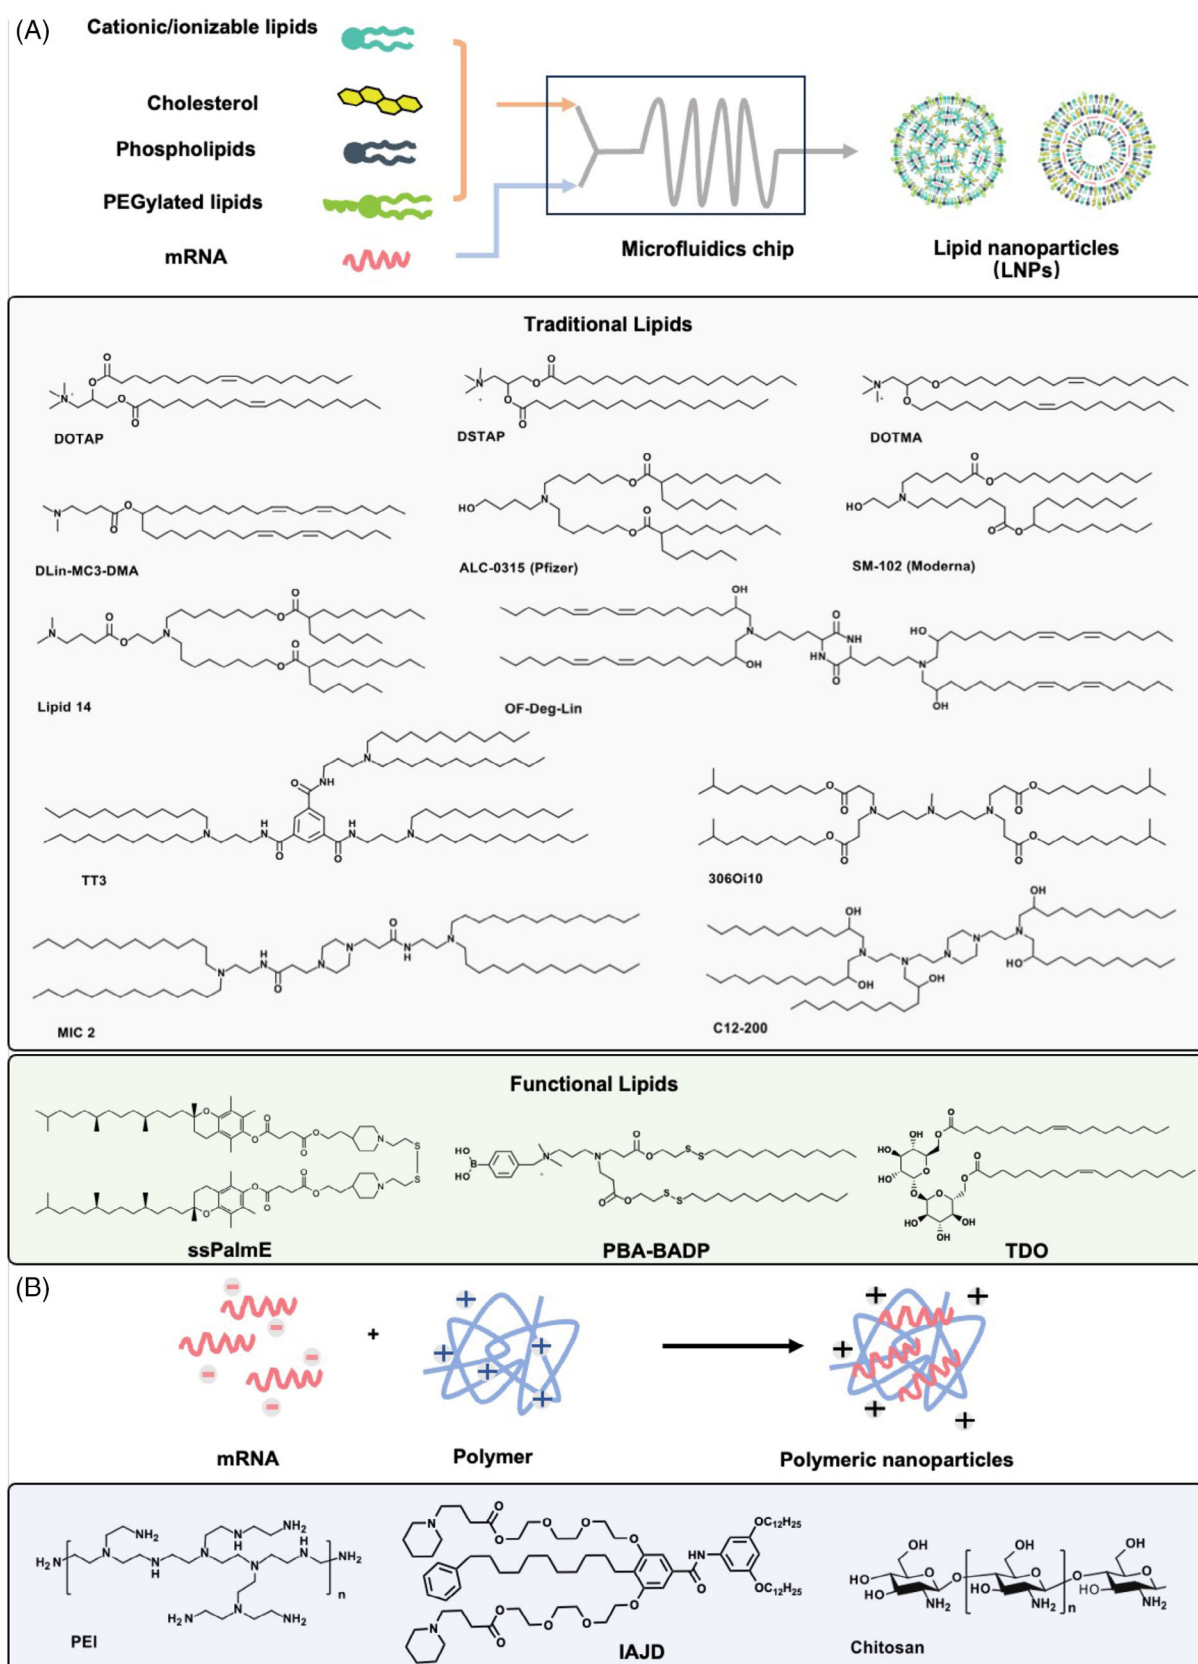 (A)
Cationic/ionizable lipids
Cholesterol
Phospholipids
PEGylated lipids
mRNA
Microfluidics chip
Lipid nanoparticles
(LNPs)
Traditional Lipids
DOTAP
DSTAP
DOTMA
DLin-MC3-DMA
ALC-0315 (Pfizer)
SM-102 (Moderna)
Lipid 14
OF-Deg-Lin
TT3
306Oi10
MIC 2
C12-200
Functional Lipids
ssPalmE
PBA-BADP
TDO
(B)
+
mRNA
Polymer
Polymeric nanoparticles
PEI
IAJD
Chitosan